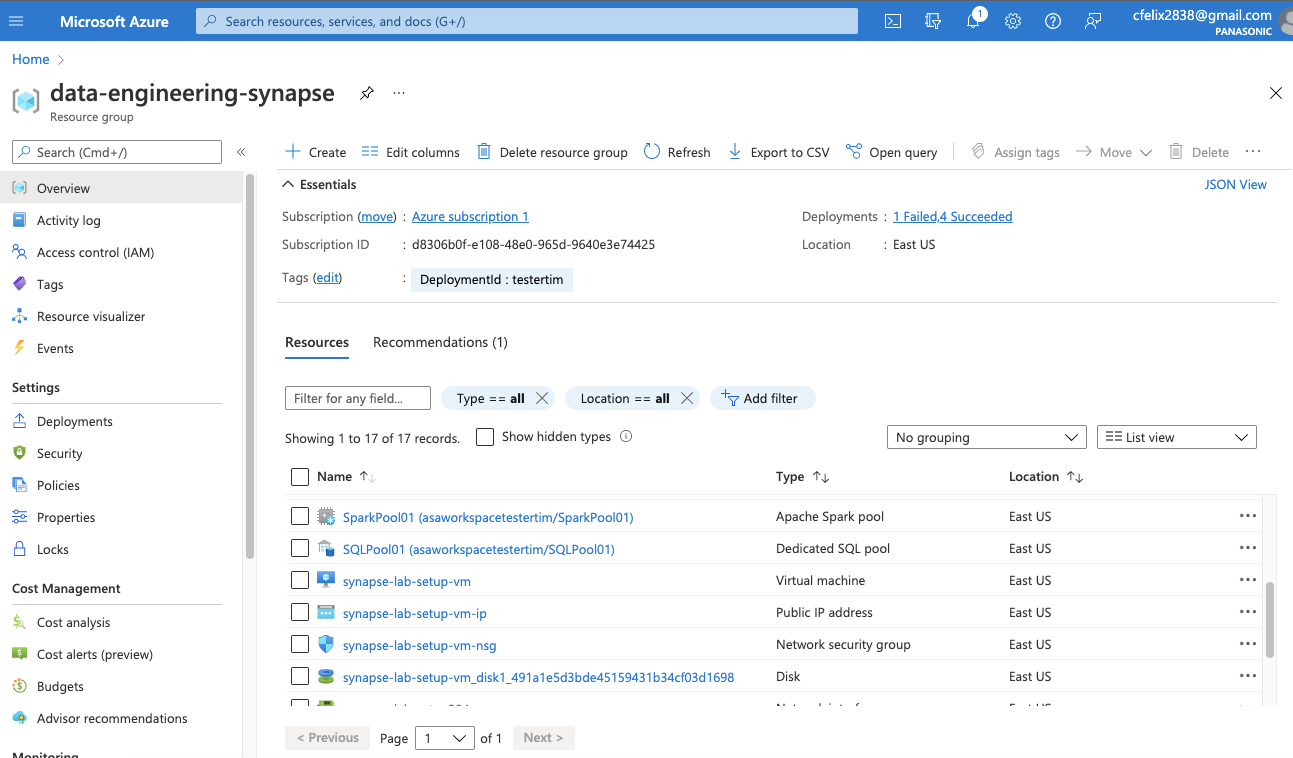 Microsoft Azure
Search resources, services, and docs (G+/)
1
cfelix2838@gmail.com
PANASONIC
Home
data-engineering-synapse
Resource group
Search (Cmd+/)
Create Edit columns Delete resource group Refresh Export to CSV Open query Assign tags Move Delete
Overview
Activity log
Access control (IAM)
Tags
Resource visualizer
Events
Settings
Deployments
Security
Policies
Properties
Locks
Cost Management
Cost analysis
Cost alerts (preview)
Budgets
Advisor recommendations
Monitoring
Essentials
JSON View
Subscription (move) : Azure subscription 1
Deployments : 1 Failed,4 Succeeded
Subscription ID : d8306b0f-e108-48e0-965d-9640e3e74425
Location : East US
Tags (edit) : DeploymentId : testertim
Resources Recommendations (1)
Filter for any field... Type == all Location == all Add filter
Showing 1 to 17 of 17 records. Show hidden types
No grouping List view
Name Type Location
SparkPool01 (asaworkspacetestertim/SparkPool01) Apache Spark pool East US
SQLPool01 (asaworkspacetestertim/SQLPool01) Dedicated SQL pool East US
synapse-lab-setup-vm Virtual machine East US
synapse-lab-setup-vm-ip Public IP address East US
synapse-lab-setup-vm-nsg Network security group East US
synapse-lab-setup-vm_disk1_491a1e5d3bde45159431b34cf03d1698 Disk East US
< Previous Page 1 of 1 Next >